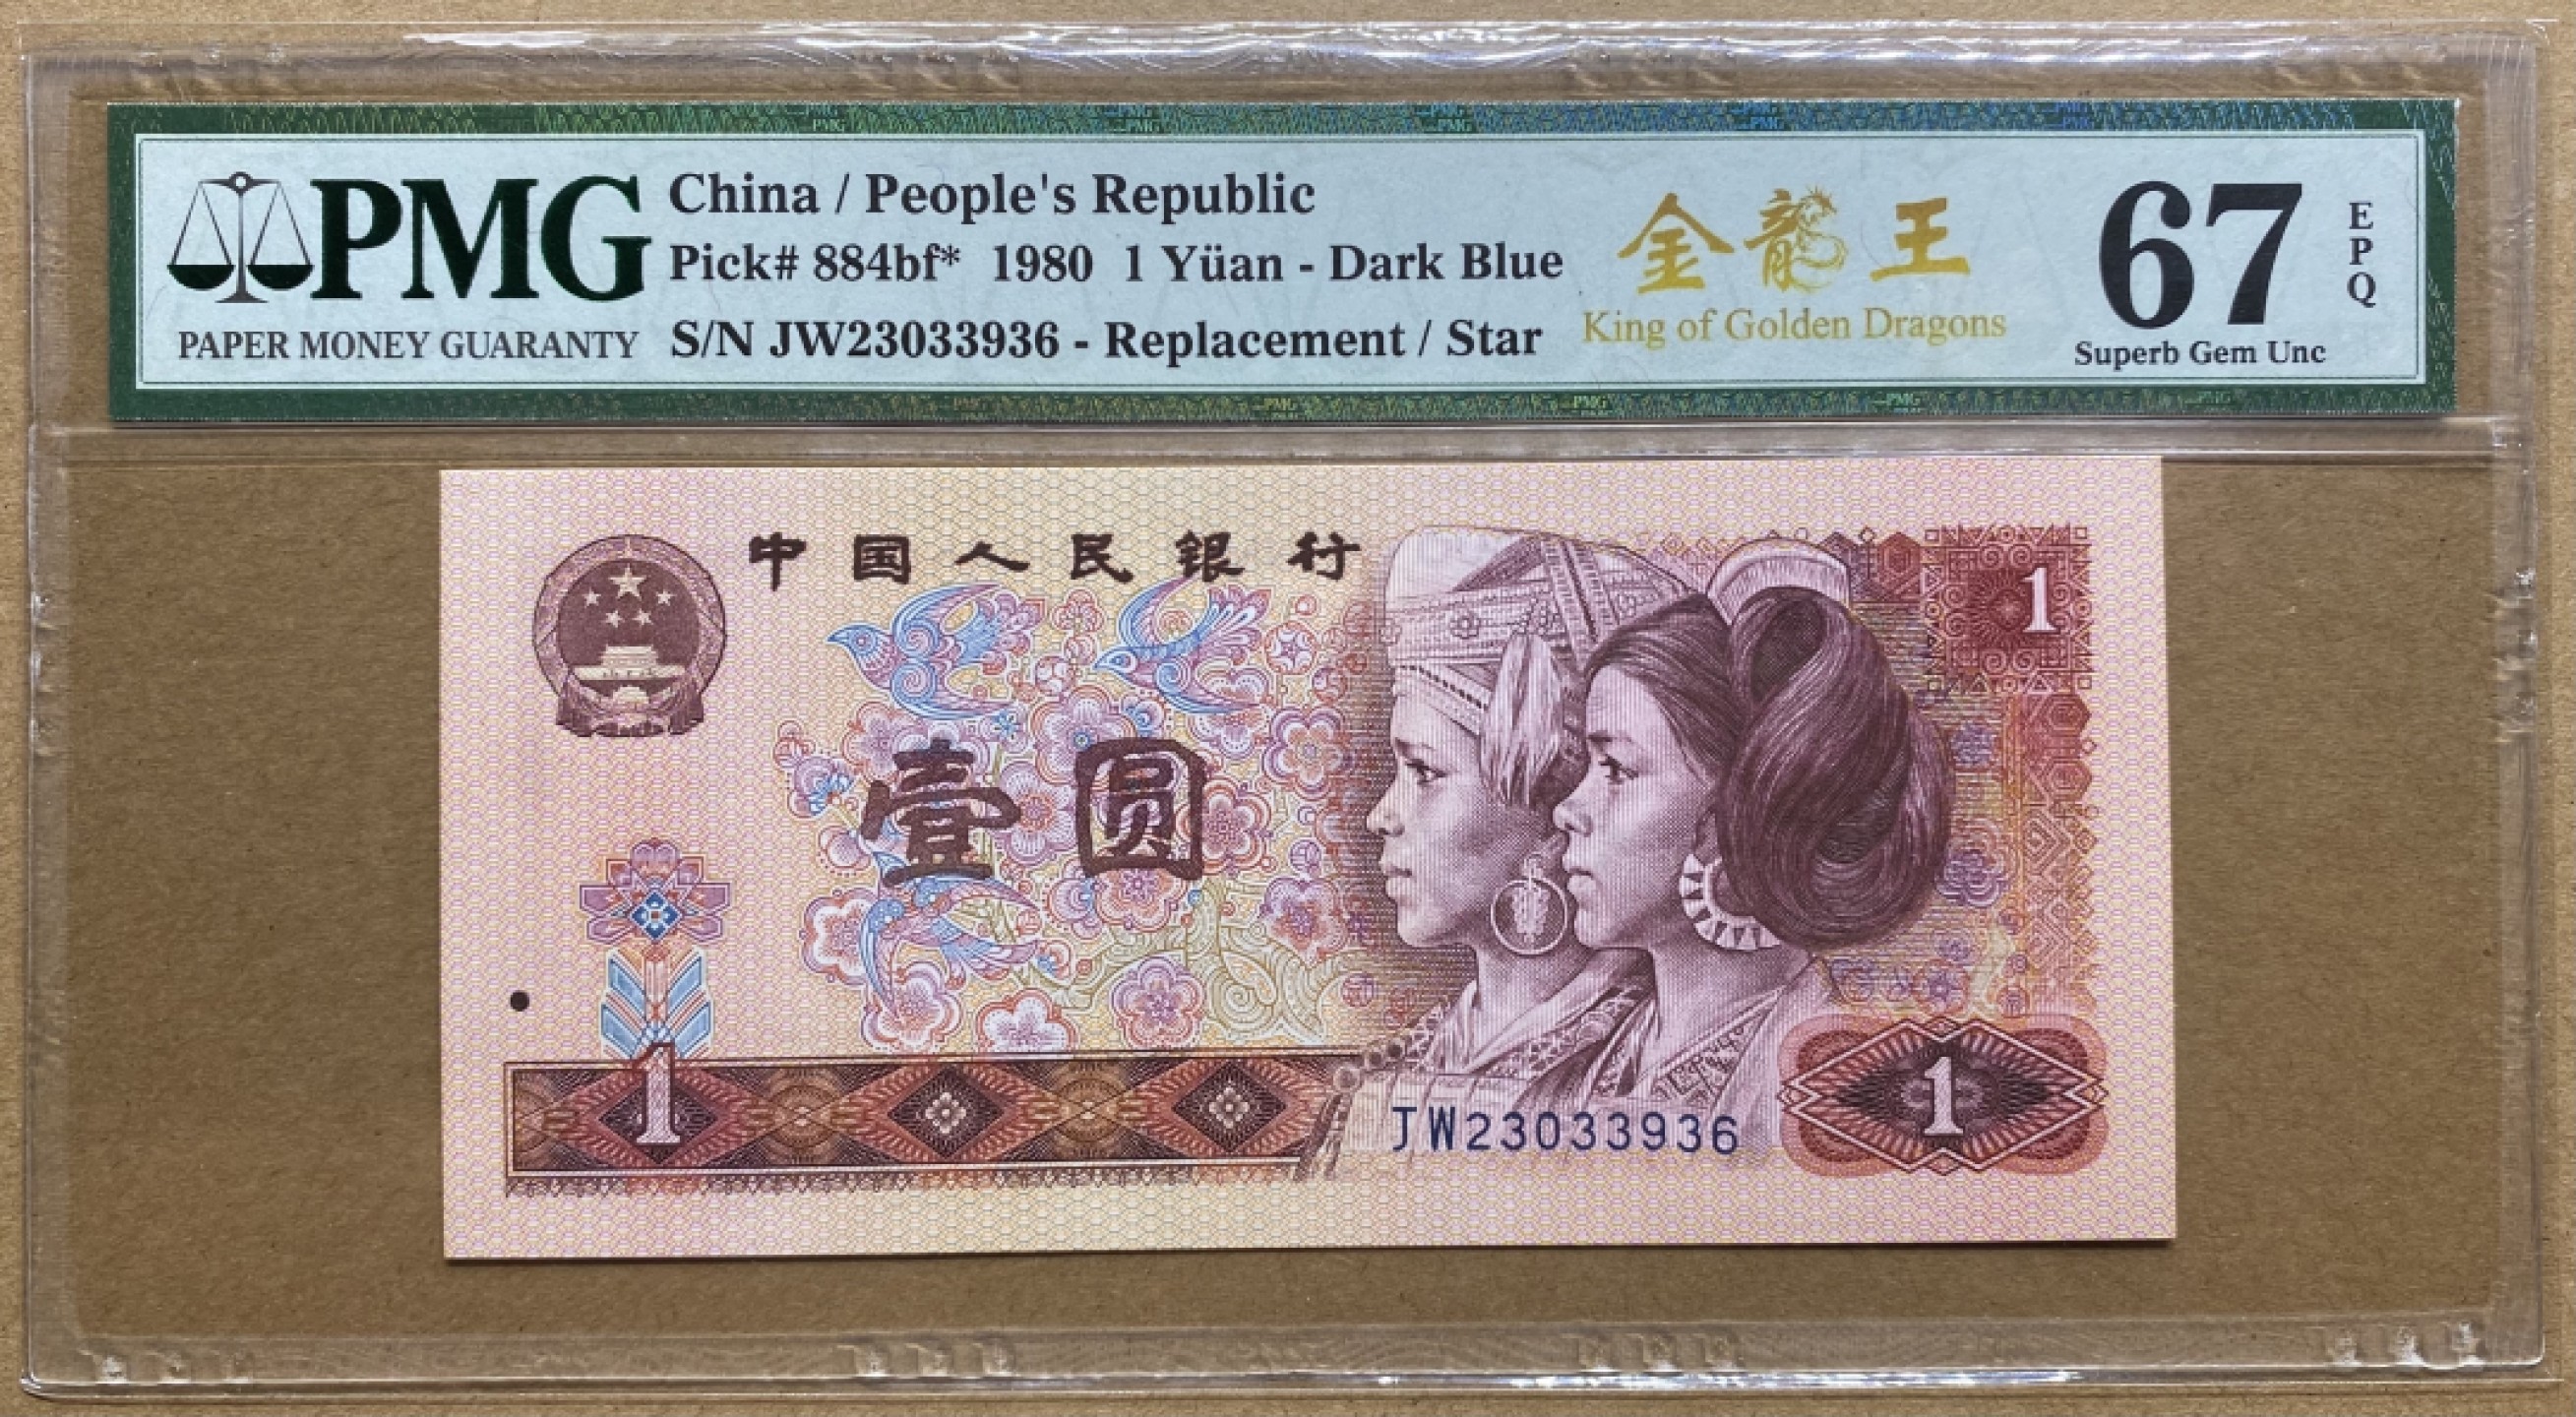 PMG
PAPER MONEY GUARANTY
China / People's Republic
Pick# 884bf* 1980 1 Yüan - Dark Blue
S/N JW23033936 - Replacement / Star
金龍王
King of Golden Dragons
67
EPQ
Superb Gem Unc
中国人民银行
1
壹圆
1
JW23033936
1